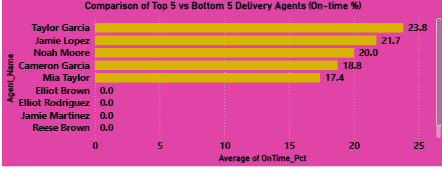 Comparison of Top 5 vs Bottom 5 Delivery Agents (On-time %)
Agent_Name
Taylor Garcia 23.8
Jamie Lopez 21.7
Noah Moore 20.0
Cameron Garcia 18.8
Mia Taylor 17.4
Elliot Brown 0.0
Elliot Rodriguez 0.0
Jamie Martinez 0.0
Reese Brown 0.0
0 5 10 15 20 25
Average of OnTime_Pct